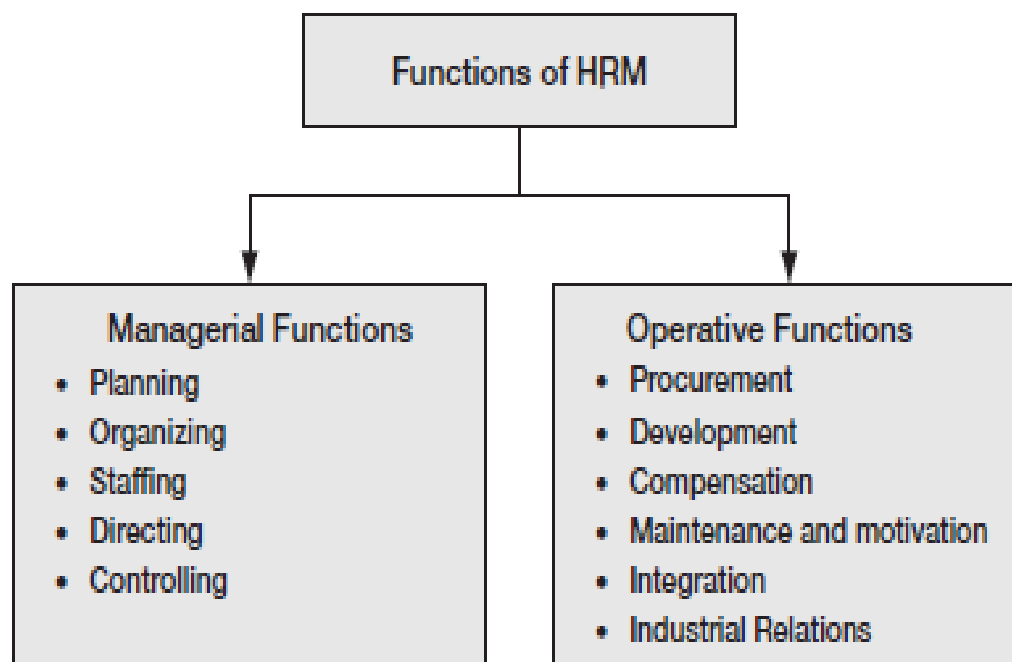 Functions of HRM
Managerial Functions
• Planning
• Organizing
• Staffing
• Directing
• Controlling
Operative Functions
• Procurement
• Development
• Compensation
• Maintenance and motivation
• Integration
• Industrial Relations